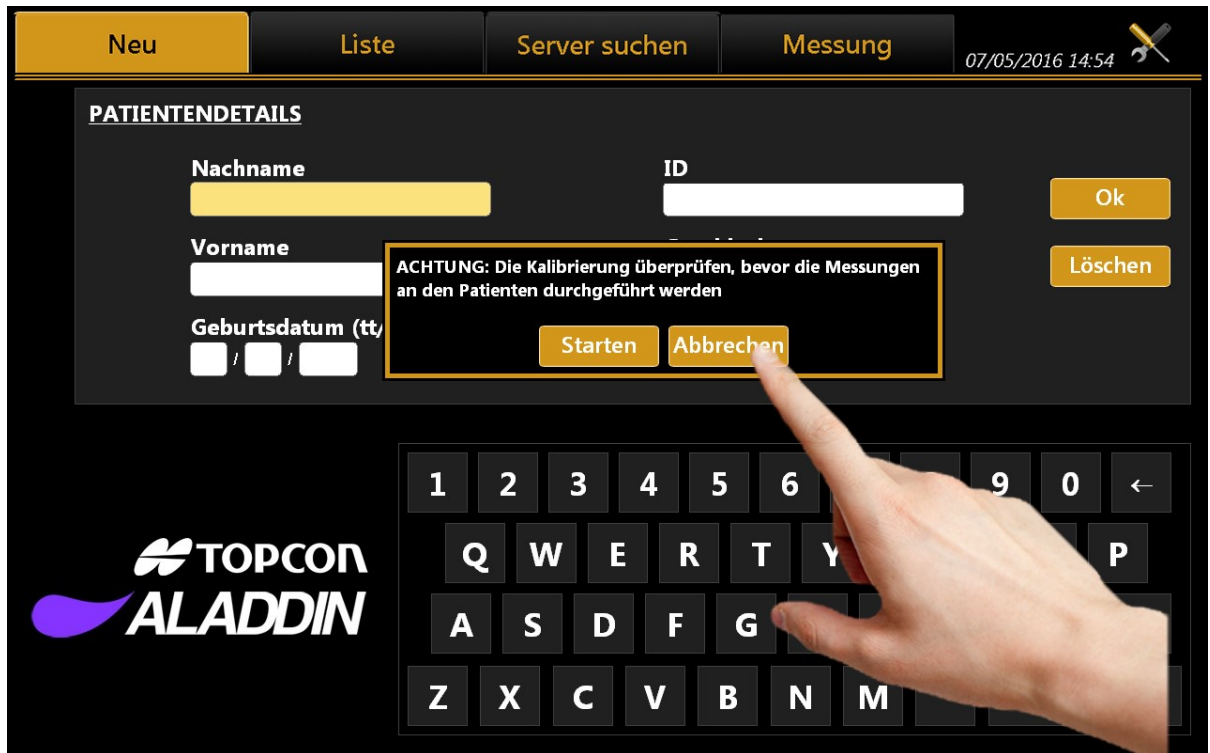 Neu Liste Server suchen Messung 07/05/2016 14:54
PATIENTENDETAILS
Nachname ID
Ok
Vorname
Löschen
ACHTUNG: Die Kalibrierung überprüfen, bevor die Messungen
an den Patienten durchgeführt werden
Geburtsdatum (tt/
/ /
Starten Abbrechen
1 2 3 4 5 6 9 0 ←
Q W E R T Y P
A S D F G
Z X C V B N M
TOPCON
ALADDIN